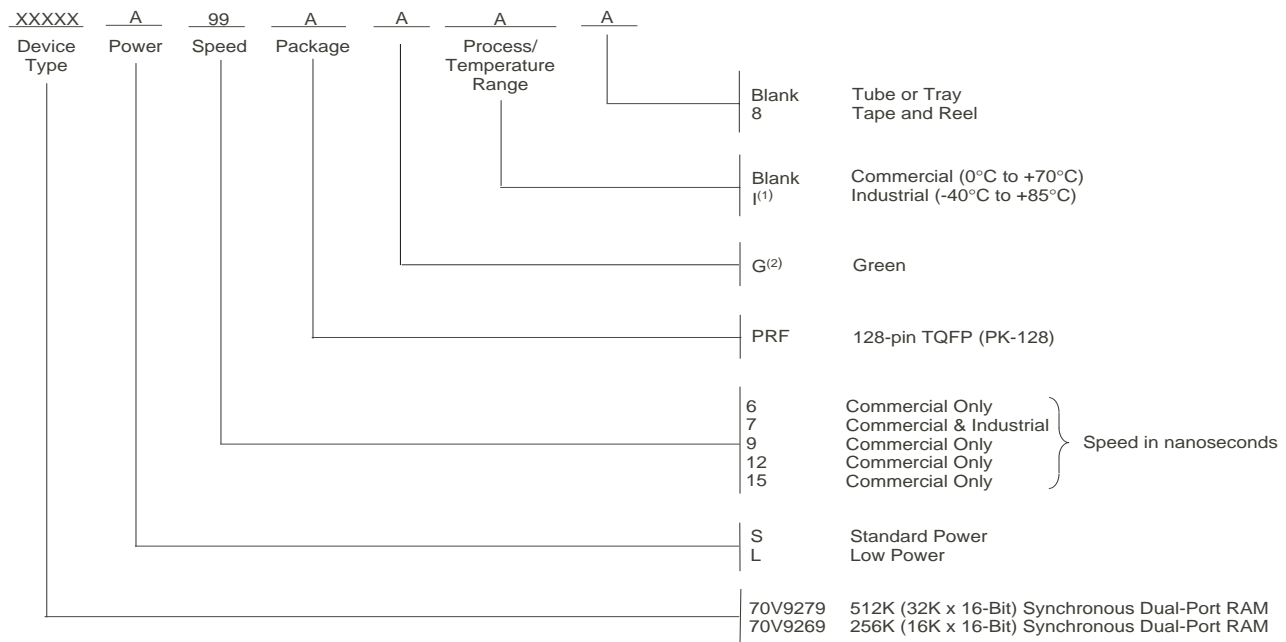 XXXXX A 99 A A A A
Device Type Power Speed Package Process/ Temperature Range
Blank Tube or Tray
8 Tape and Reel
Blank Commercial (0°C to +70°C)
I(1) Industrial (-40°C to +85°C)
G(2) Green
PRF 128-pin TQFP (PK-128)
6 Commercial Only
7 Commercial & Industrial
9 Commercial Only
12 Commercial Only
15 Commercial Only
Speed in nanoseconds
S Standard Power
L Low Power
70V9279 512K (32K x 16-Bit) Synchronous Dual-Port RAM
70V9269 256K (16K x 16-Bit) Synchronous Dual-Port RAM